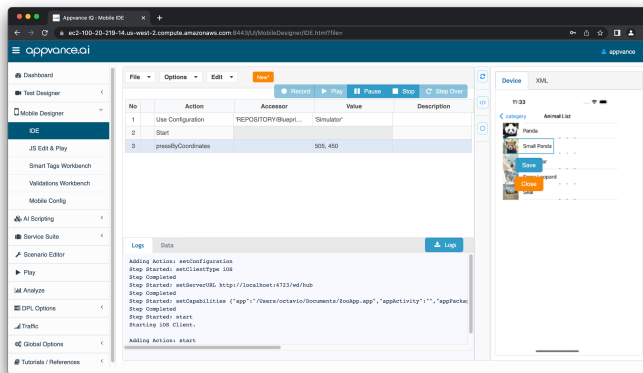 Appvance IQ : Mobile IDE
ec2-100-20-219-14.us-west-2.compute.amazonaws.com:8443/UI/MobileDesigner/IDE.html?file=
appvance.ai
appvance
Dashboard
Test Designer
Mobile Designer
IDE
JS Edit & Play
Smart Tags Workbench
Validations Workbench
Mobile Config
AI Scripting
Service Suite
Scenario Editor
Play
Analyze
DPL Options
Traffic
Global Options
Tutorials / References
File Options Edit New*
Record Play Pause Stop Step Over
No Action Accessor Value Description
1 Use Configuration 'REPOSITORY/Bluepri... 'Simulator'
2 Start
3 pressByCoordinates 505, 450
Logs Data Logs
Adding Action: setConfiguration
Step Started: setClientType iOS
Step Completed
Step Started: setServerURL http://localhost:4723/wd/hub
Step Completed
Step Started: setCapabilities {"app":"/Users/octavio/Documents/ZooApp.app","appActivity":"","appPacka
Step Completed
Step Started: start
Starting iOS Client.
Adding Action: start
Device XML
11:33
category Animal List
Panda
Small Panda
Save
Close
Seal